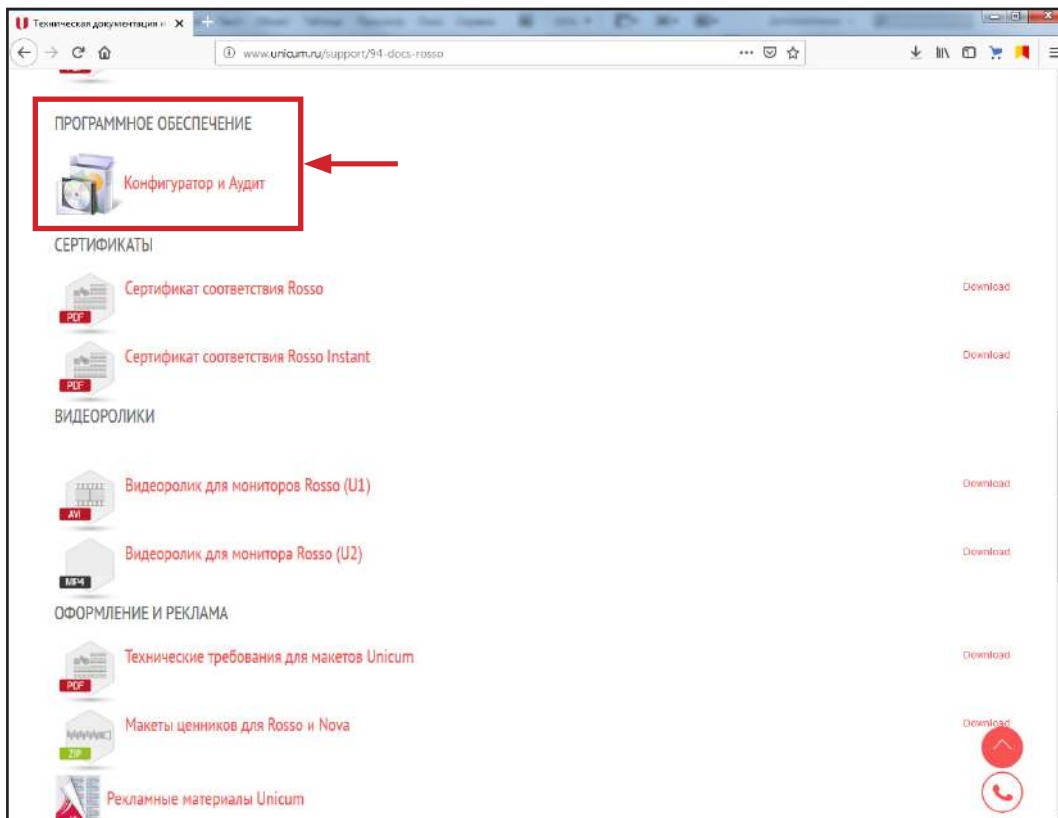 Техническая документация и
www.unicum.ru/support/94-docs-rosso
ПРОГРАММНОЕ ОБЕСПЕЧЕНИЕ
Конфигуратор и Аудит
СЕРТИФИКАТЫ
Сертификат соответствия Rosso
Download
PDF
Сертификат соответствия Rosso Instant
Download
PDF
ВИДЕОРОЛИКИ
Видеоролик для мониторов Rosso (U1)
Download
AVI
Видеоролик для монитора Rosso (U2)
Download
MP4
ОФОРМЛЕНИЕ И РЕКЛАМА
Технические требования для макетов Unicum
Download
PDF
Макеты ценников для Rosso и Nova
Download
ZIP
Рекламные материалы Unicum